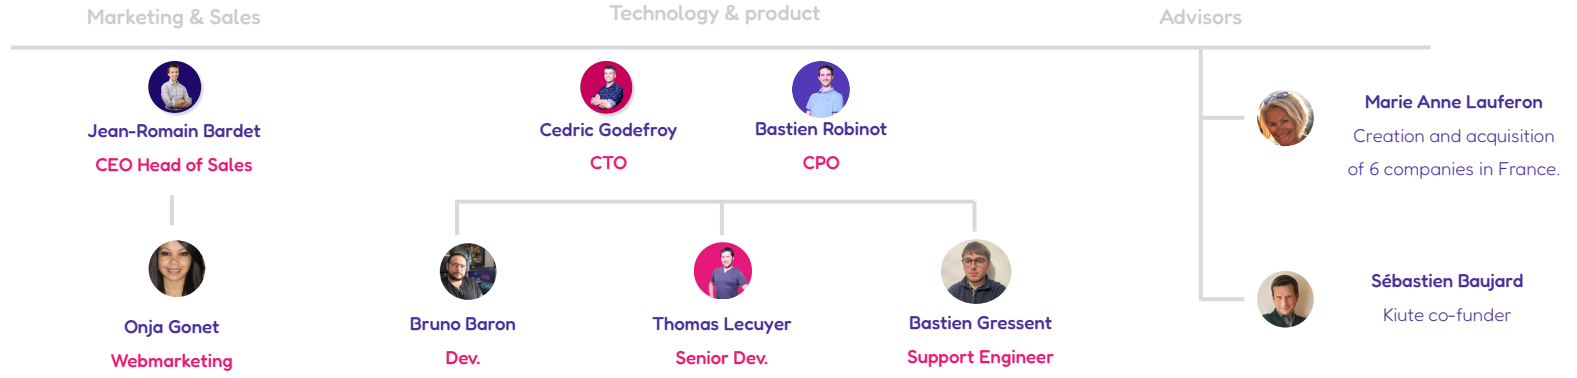 Marketing & Sales
Technology & product
Advisors
Jean-Romain Bardet
CEO Head of Sales
Cedric Godefroy
CTO
Bastien Robinot
CPO
Marie Anne Lauferon
Creation and acquisition
of 6 companies in France.
Onja Gonet
Webmarketing
Bruno Baron
Dev.
Thomas Lecuyer
Senior Dev.
Bastien Gressent
Support Engineer
Sébastien Baujard
Kiute co-funder